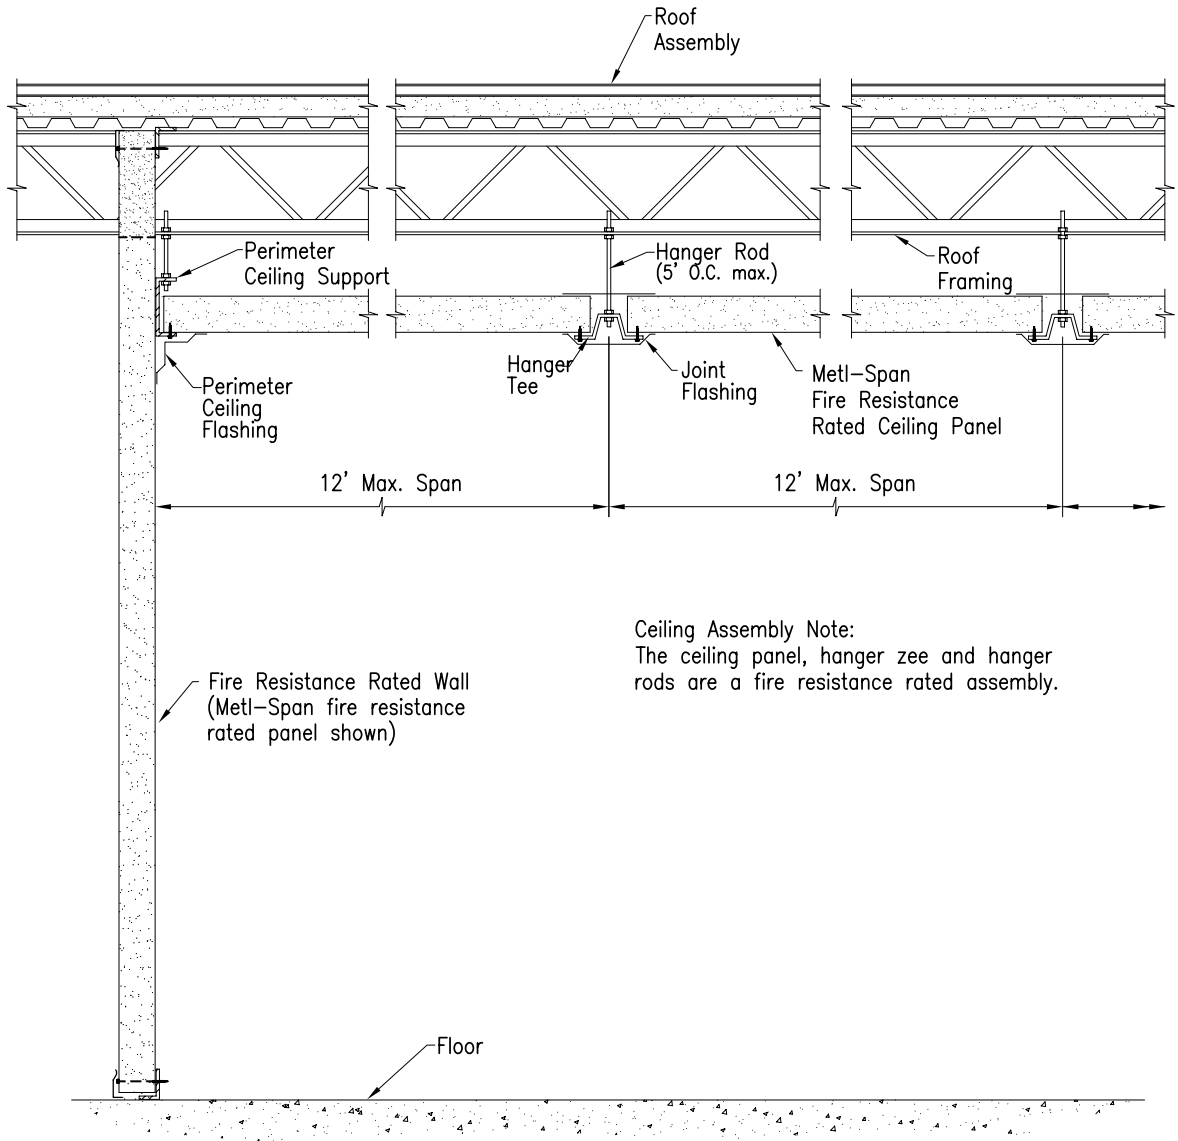 Roof
Assembly
Perimeter
Ceiling Support
Hanger Rod
(5' O.C. max.)
Roof
Framing
Hanger
Tee
Joint
Flashing
Metl-Span
Fire Resistance
Rated Ceiling Panel
Perimeter
Ceiling
Flashing
12' Max. Span
12' Max. Span
Ceiling Assembly Note:
The ceiling panel, hanger zee and hanger
rods are a fire resistance rated assembly.
Fire Resistance Rated Wall
(Metl-Span fire resistance
rated panel shown)
Floor